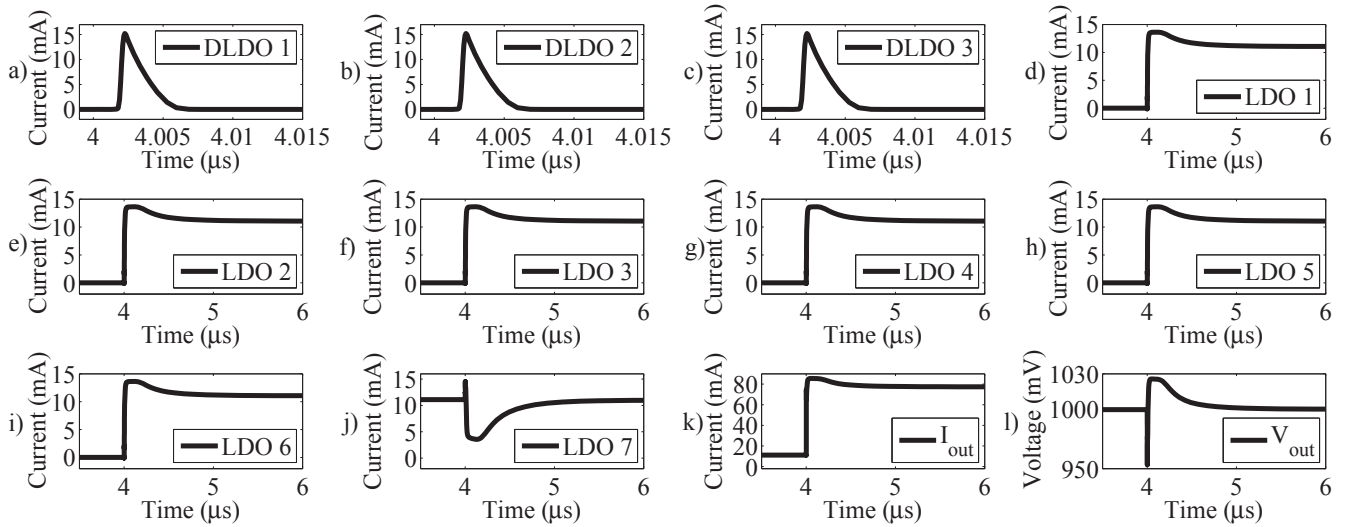 a)
Current (mA)
15
10
5
0
DLDO 1
4 4.005 4.01 4.015
Time (μs)
b)
Current (mA)
15
10
5
0
DLDO 2
4 4.005 4.01 4.015
Time (μs)
c)
Current (mA)
15
10
5
0
DLDO 3
4 4.005 4.01 4.015
Time (μs)
d)
Current (mA)
15
10
5
0
LDO 1
4 5 6
Time (μs)
e)
Current (mA)
15
10
5
0
LDO 2
4 5 6
Time (μs)
f)
Current (mA)
15
10
5
0
LDO 3
4 5 6
Time (μs)
g)
Current (mA)
15
10
5
0
LDO 4
4 5 6
Time (μs)
h)
Current (mA)
15
10
5
0
LDO 5
4 5 6
Time (μs)
i)
Current (mA)
15
10
5
0
LDO 6
4 5 6
Time (μs)
j)
Current (mA)
15
10
5
0
LDO 7
4 5 6
Time (μs)
k)
Current (mA)
80
60
40
20
0
I_out
4 5 6
Time (μs)
l)
Voltage (mV)
1030
1000
950
V_out
4 5 6
Time (μs)